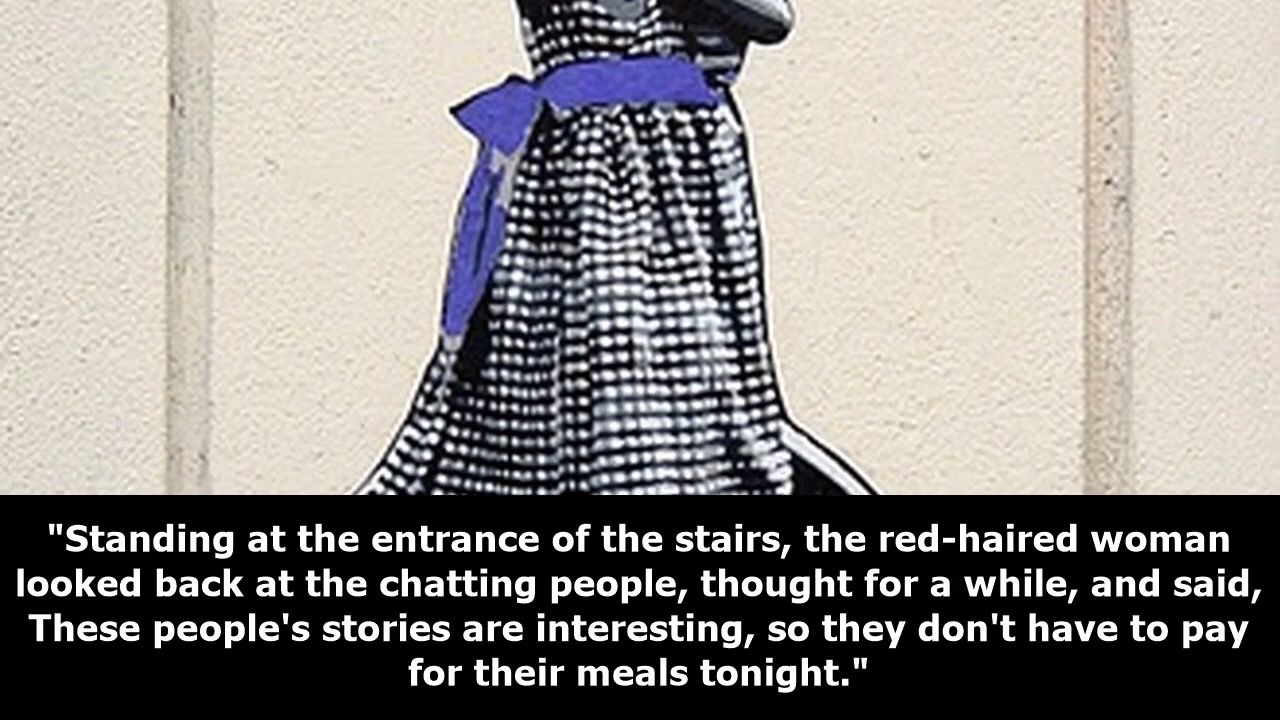 "Standing at the entrance of the stairs, the red-haired woman
looked back at the chatting people, thought for a while, and said,
These people's stories are interesting, so they don't have to pay
for their meals tonight."